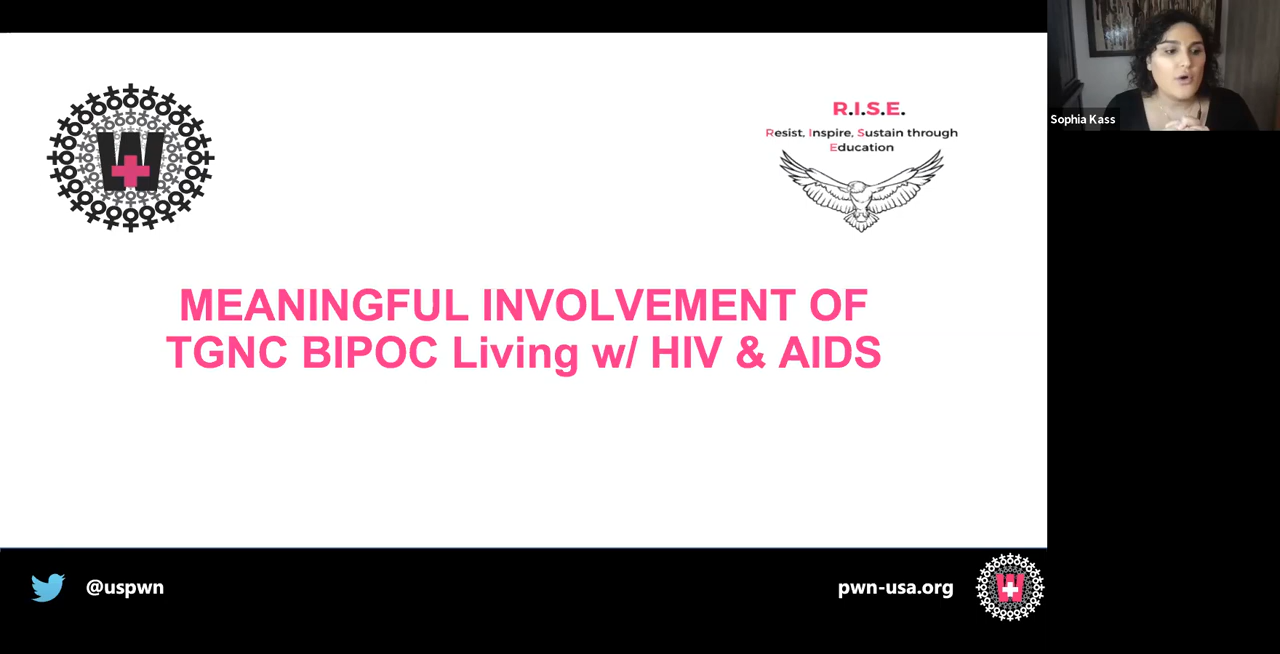 Sophia Kass
R.I.S.E.
Resist, Inspire, Sustain through
Education
W
MEANINGFUL INVOLVEMENT OF
TGNC BIPOC Living w/ HIV & AIDS
@uspwn
pwn-usa.org
W